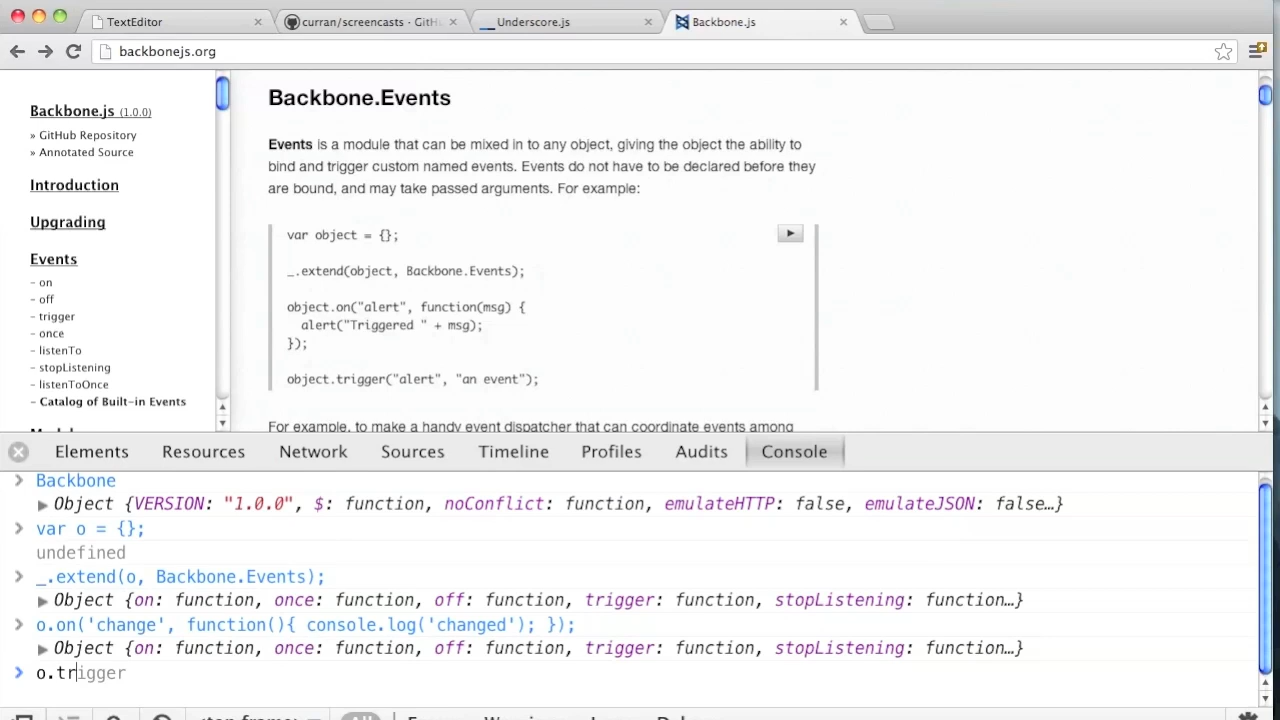 TextEditor
curran/screencasts · GitHu
Underscore.js
Backbone.js
backbonejs.org
Backbone.js (1.0.0)
» GitHub Repository
» Annotated Source
Introduction
Upgrading
Events
- on
- off
- trigger
- once
- listenTo
- stopListening
- listenToOnce
- Catalog of Built-in Events
Backbone.Events
Events is a module that can be mixed in to any object, giving the object the ability to
bind and trigger custom named events. Events do not have to be declared before they
are bound, and may take passed arguments. For example:
var object = {};
_.extend(object, Backbone.Events);
object.on("alert", function(msg) {
alert("Triggered " + msg);
});
object.trigger("alert", "an event");
For example, to make a handy event dispatcher that can coordinate events among
Elements Resources Network Sources Timeline Profiles Audits Console
> Backbone
Object {VERSION: "1.0.0", $: function, noConflict: function, emulateHTTP: false, emulateJSON: false…}
> var o = {};
undefined
> _.extend(o, Backbone.Events);
Object {on: function, once: function, off: function, trigger: function, stopListening: function…}
> o.on('change', function(){ console.log('changed'); });
Object {on: function, once: function, off: function, trigger: function, stopListening: function…}
> o.trigger
<top frame> All